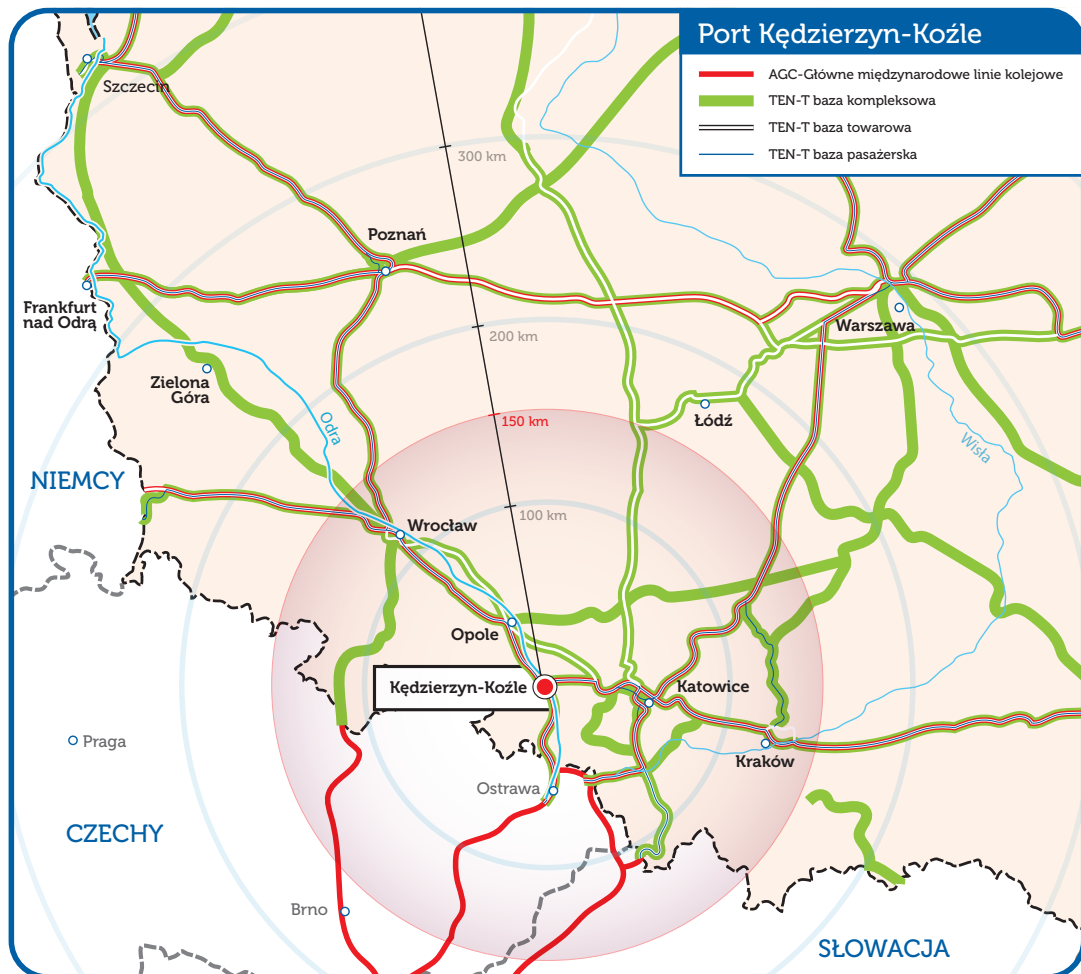 Port Kędzierzyn-Koźle
AGC-Główne międzynarodowe linie kolejowe
TEN-T baza kompleksowa
TEN-T baza towarowa
TEN-T baza pasażerska
Szczecin
300 km
Poznań
Frankfurt
nad Odrą
Warszawa
200 km
Zielona
Góra
150 km
Łódź
Odra
Wisła
NIEMCY
100 km
Wrocław
Opole
Kędzierzyn-Koźle
Katowice
Praga
Kraków
Ostrawa
CZECHY
Brno
SŁOWACJA